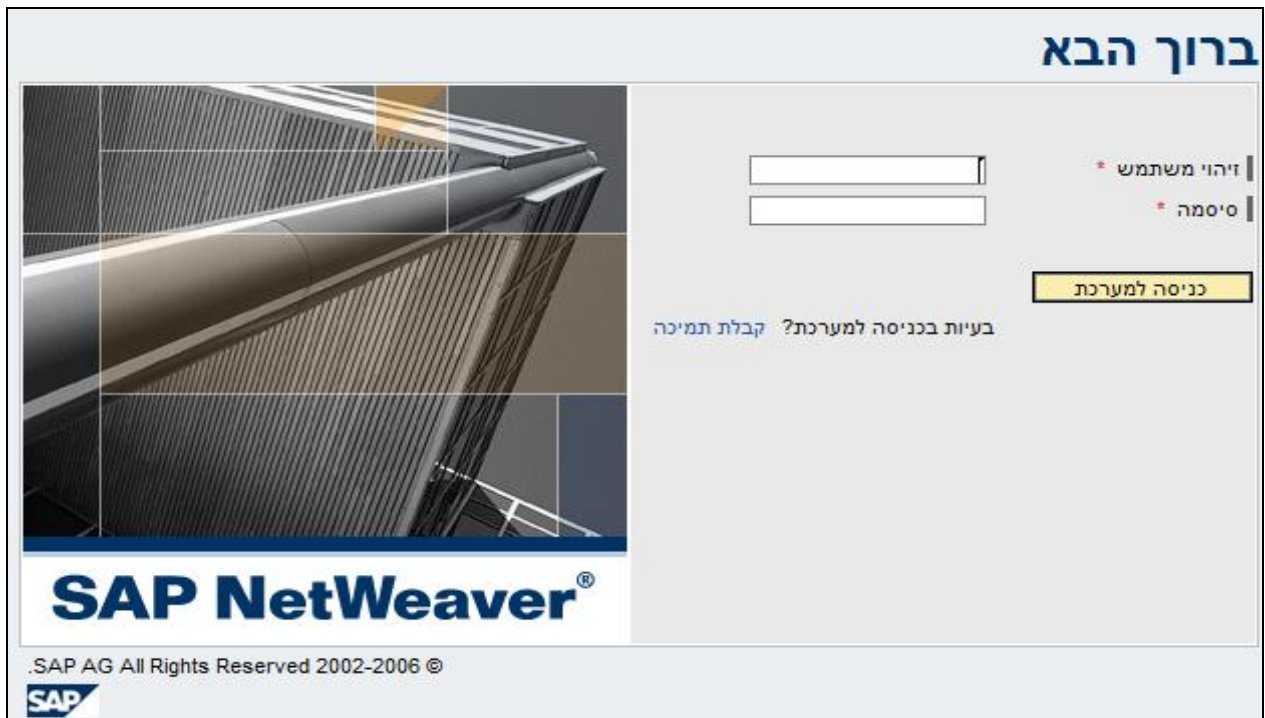 ברוך הבא
זיהוי משתמש *
סיסמה *
כניסה למערכת
בעיות בכניסה למערכת? קבלת תמיכה
SAP NetWeaver®
.SAP AG All Rights Reserved 2002-2006 ©
SAP